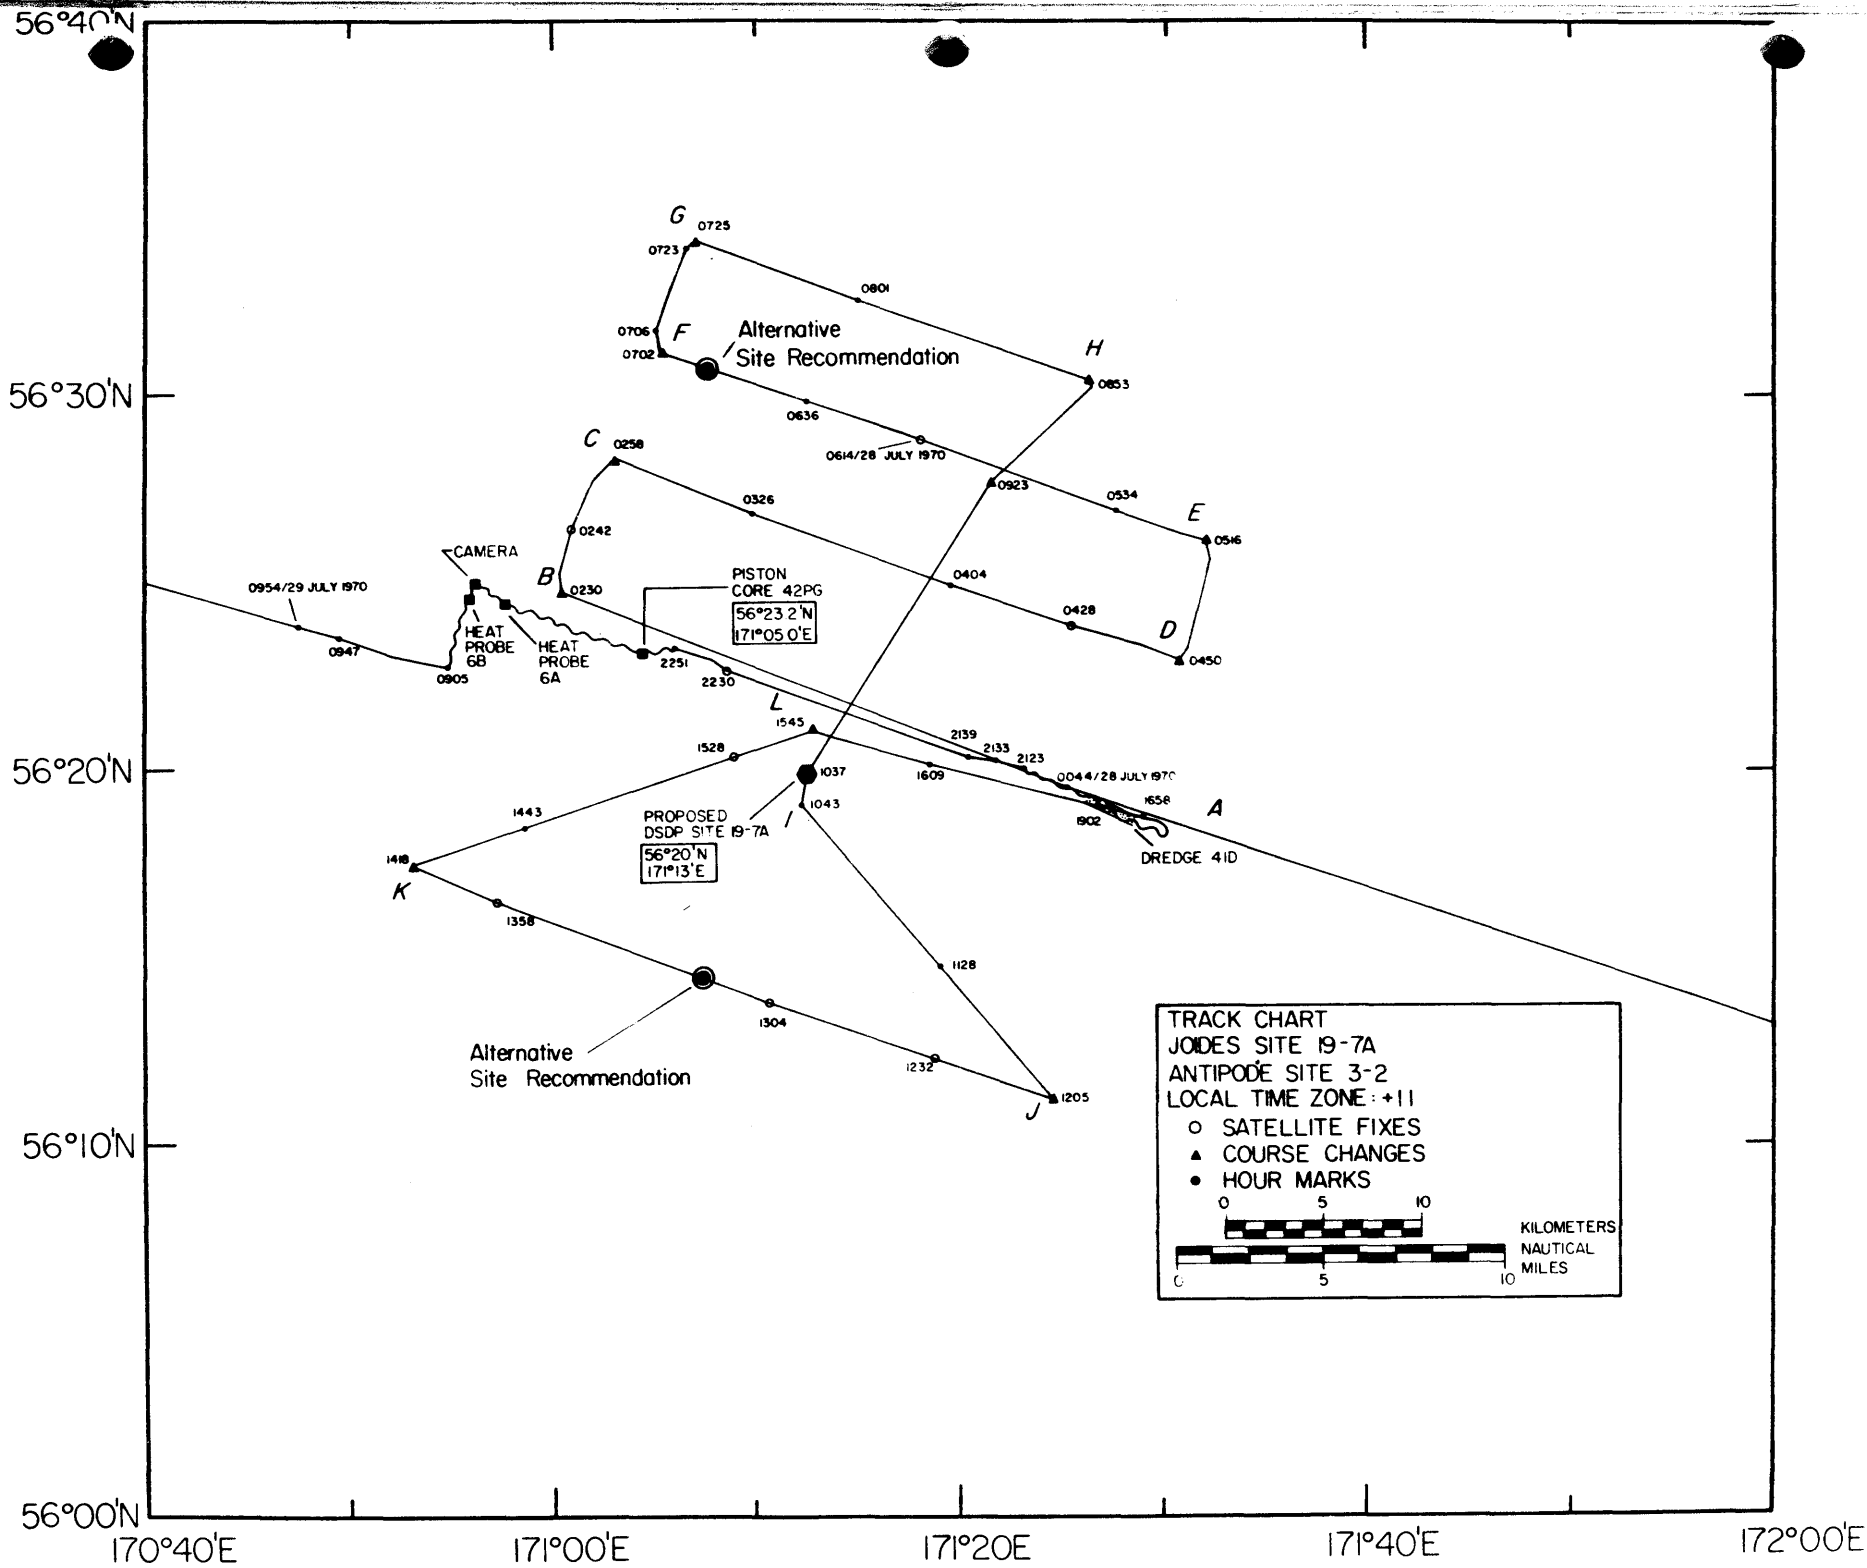 56°40'N
G
0725
0723
0801
0706
F
Alternative
0702
Site Recommendation
H
0853
56°30'N
0636
C
0258
0614/28 JULY 1970
0923
0326
0534
E
0516
0242
CAMERA
0954/29 JULY 1970
B
0230
PISTON
CORE 42PG
56°23.2'N
171°05.0'E
0404
0428
D
0450
HEAT
PROBE
6B
HEAT
PROBE
6A
0947
0905
2251
2230
L
1545
1528
2139
2133
2123
56°20'N
1037
1609
0044/28 JULY 1970
1658
A
1043
1902
I
PROPOSED
DSDP SITE 19-7A
56°20'N
171°13'E
1443
DREDGE 41D
1418
K
1358
1128
1304
Alternative
Site Recommendation
1232
J
1205
56°10'N
TRACK CHART
JOIDES SITE 19-7A
ANTIPODE SITE 3-2
LOCAL TIME ZONE: +11
SATELLITE FIXES
COURSE CHANGES
HOUR MARKS
0 5 10
KILOMETERS
NAUTICAL
MILES
0 5 10
56°00'N
170°40'E
171°00'E
171°20'E
171°40'E
172°00'E